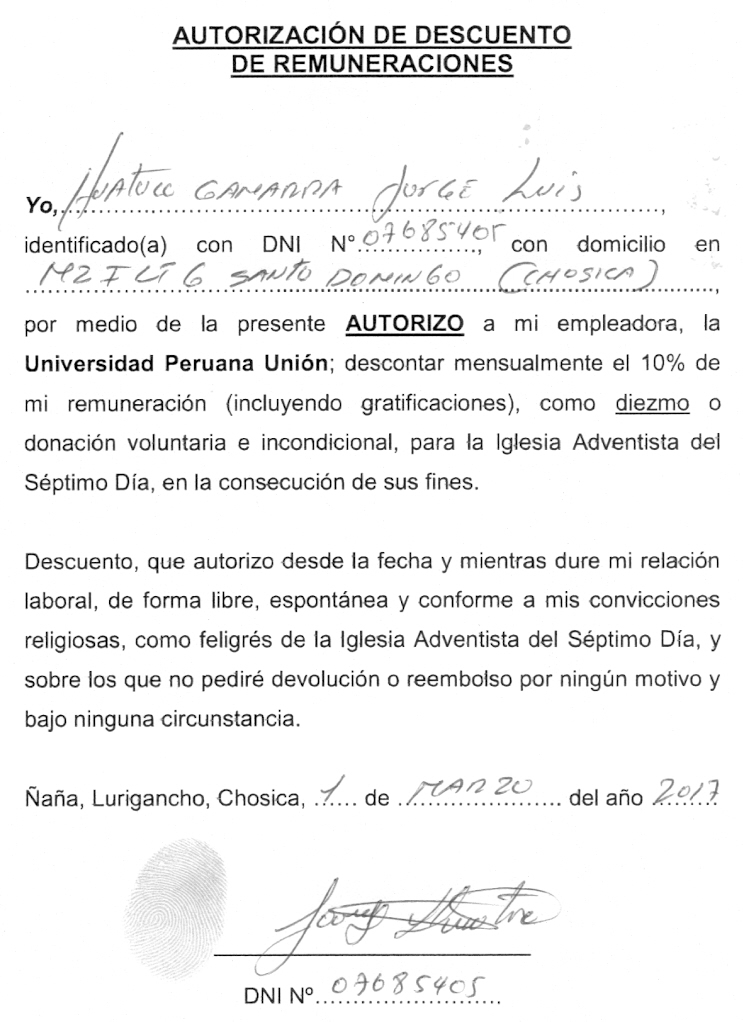 AUTORIZACIÓN DE DESCUENTO
DE REMUNERACIONES
Yo, HUATUCO GAMARRA JORGE LUIS,
identificado(a) con DNI N° 07685405, con domicilio en
MZ I LT 6 SANTO DOMINGO (CHOSICA),
por medio de la presente AUTORIZO a mi empleadora, la
Universidad Peruana Unión; descontar mensualmente el 10% de
mi remuneración (incluyendo gratificaciones), como diezmo o
donación voluntaria e incondicional, para la Iglesia Adventista del
Séptimo Día, en la consecución de sus fines.
Descuento, que autorizo desde la fecha y mientras dure mi relación
laboral, de forma libre, espontánea y conforme a mis convicciones
religiosas, como feligrés de la Iglesia Adventista del Séptimo Día, y
sobre los que no pediré devolución o reembolso por ningún motivo y
bajo ninguna circunstancia.
Ñaña, Lurigancho, Chosica, 1 de MARZO del año 2017
DNI Nº 07685405